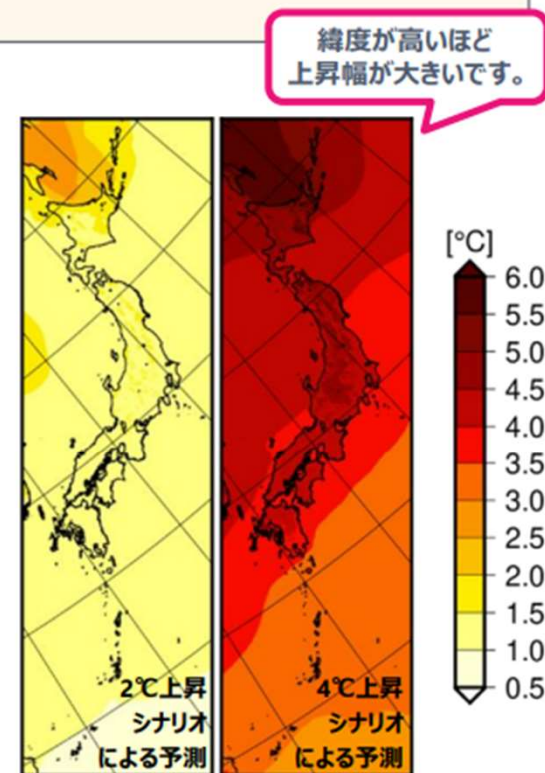 緯度が高いほど
上昇幅が大きいです。
[°C]
6.0
5.5
5.0
4.5
4.0
3.5
3.0
2.5
2.0
1.5
1.0
0.5
2℃上昇
シナリオ
による予測
4℃上昇
シナリオ
による予測